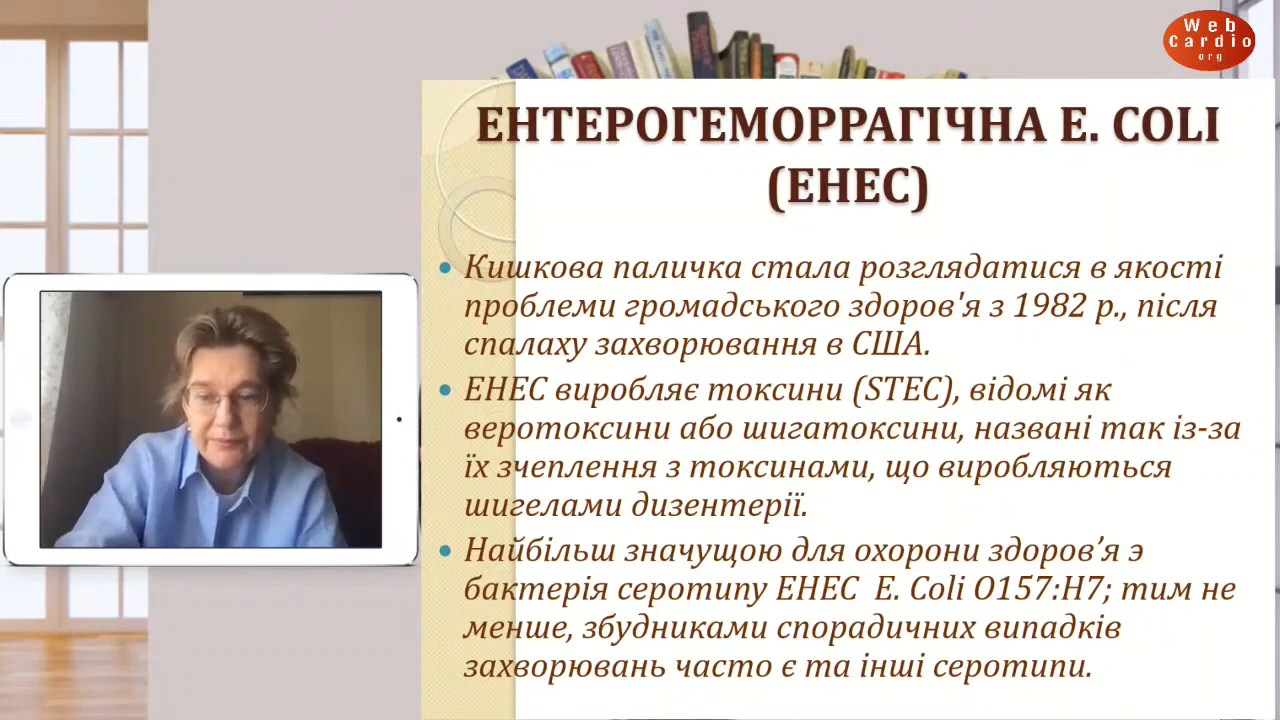 Web
Cardio
org
ЕНТЕРОГЕМОРРАГІЧНА E. COLI
(EHEC)
Кишкова паличка стала розглядатися в якості
проблеми громадського здоров'я з 1982 р., після
спалаху захворювання в США.
EHEC виробляє токсини (STEC), відомі як
веротоксини або шигатоксини, названі так із-за
їх зчеплення з токсинами, що виробляються
шигелами дизентерії.
Найбільш значущою для охорони здоров’я э
бактерія серотипу EHEC E. Coli O157:H7; тим не
менше, збудниками спорадичних випадків
захворювань часто є та інші серотипи.